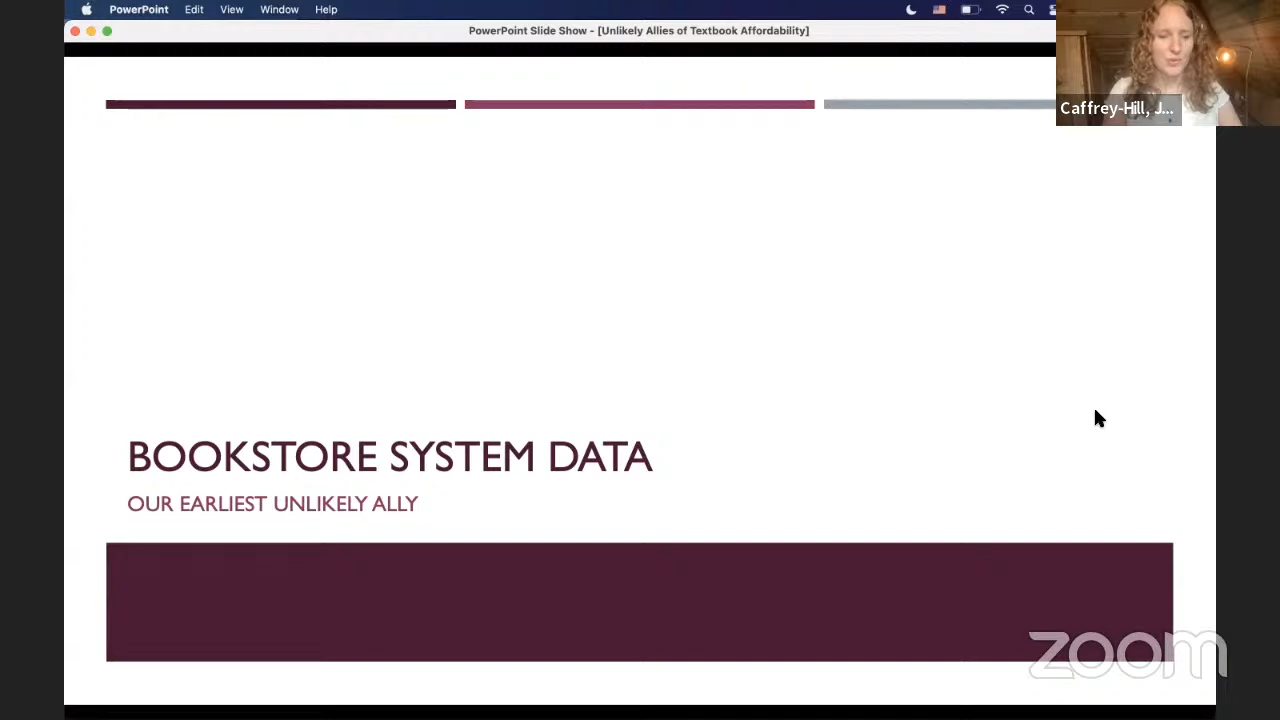 PowerPoint Edit View Window Help
PowerPoint Slide Show - [Unlikely Allies of Textbook Affordability]
Caffrey-Hill, J...
BOOKSTORE SYSTEM DATA
OUR EARLIEST UNLIKELY ALLY
zoom